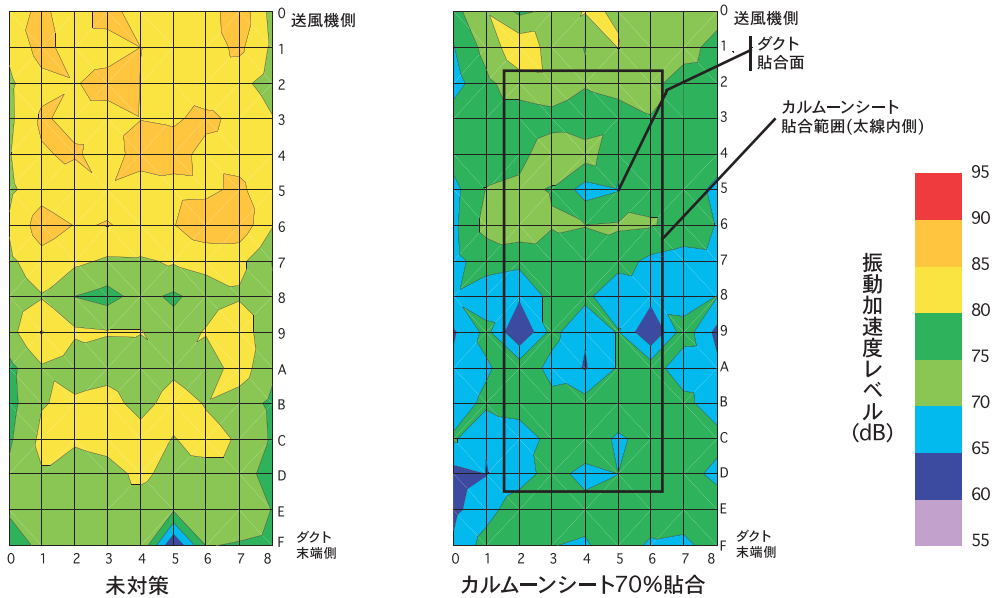 0
送風機側
1
2
3
4
5
6
7
8
9
A
B
C
D
E
F
ダクト
末端側
0 1 2 3 4 5 6 7 8
未対策
0
送風機側
1
ダクト
貼合面
2
3
カルムーンシート
貼合範囲(太線内側)
4
5
6
7
8
9
A
B
C
D
E
F
ダクト
末端側
0 1 2 3 4 5 6 7 8
カルムーンシート70%貼合
振動加速度レベル
(dB)
95
90
85
80
75
70
65
60
55